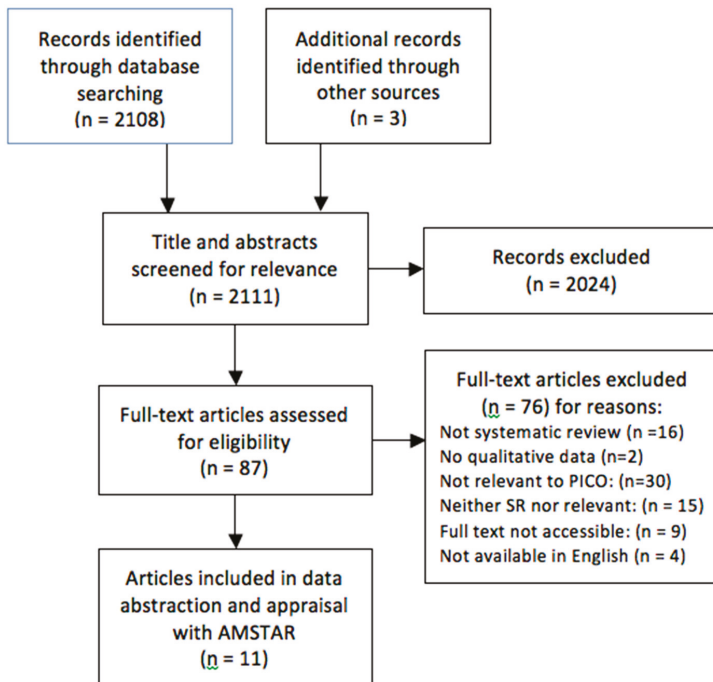 Records identified
through database
searching
(n = 2108)
Additional records
identified through
other sources
(n = 3)
Title and abstracts
screened for relevance
(n = 2111)
Records excluded
(n = 2024)
Full-text articles assessed
for eligibility
(n = 87)
Full-text articles excluded
(n = 76) for reasons:
Not systematic review (n =16)
No qualitative data (n=2)
Not relevant to PICO: (n=30)
Neither SR nor relevant: (n = 15)
Full text not accessible: (n = 9)
Not available in English (n = 4)
Articles included in data
abstraction and appraisal
with AMSTAR
(n = 11)